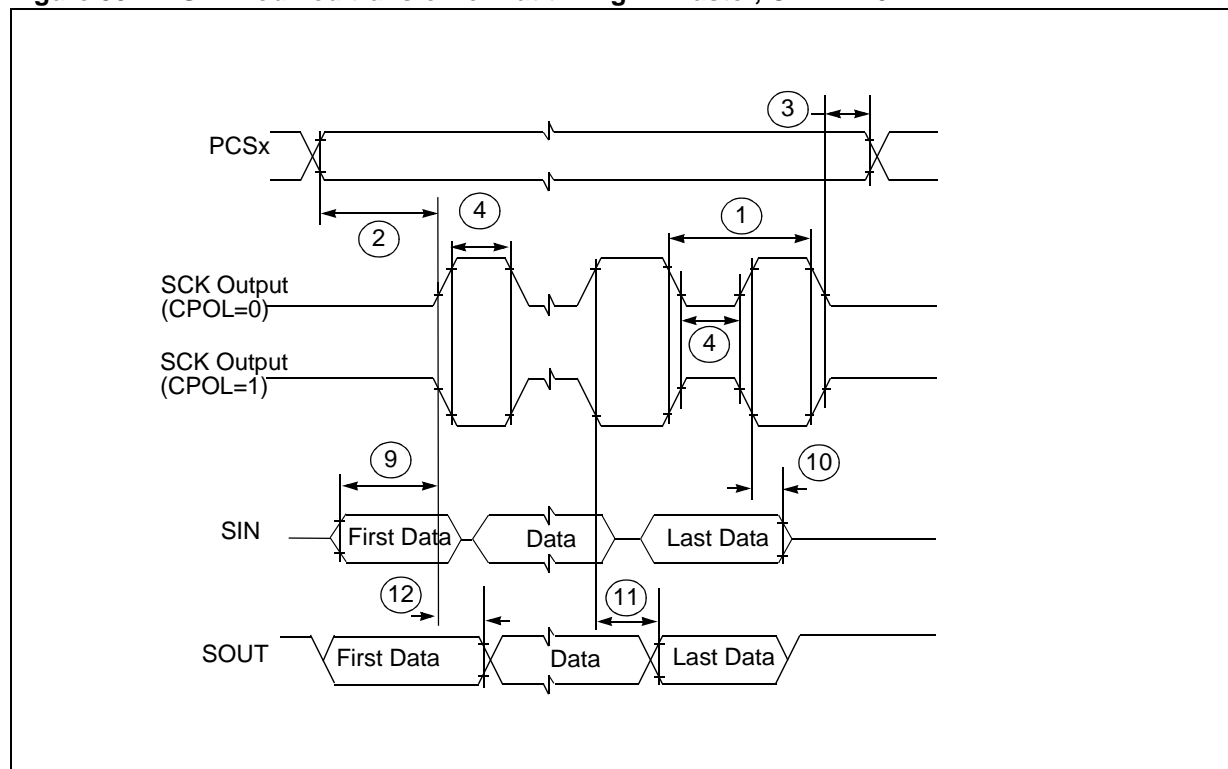 3
PCSx
2
4
1
SCK Output
(CPOL=0)
4
SCK Output
(CPOL=1)
9
10
SIN
First Data
Data
Last Data
12
11
SOUT
First Data
Data
Last Data